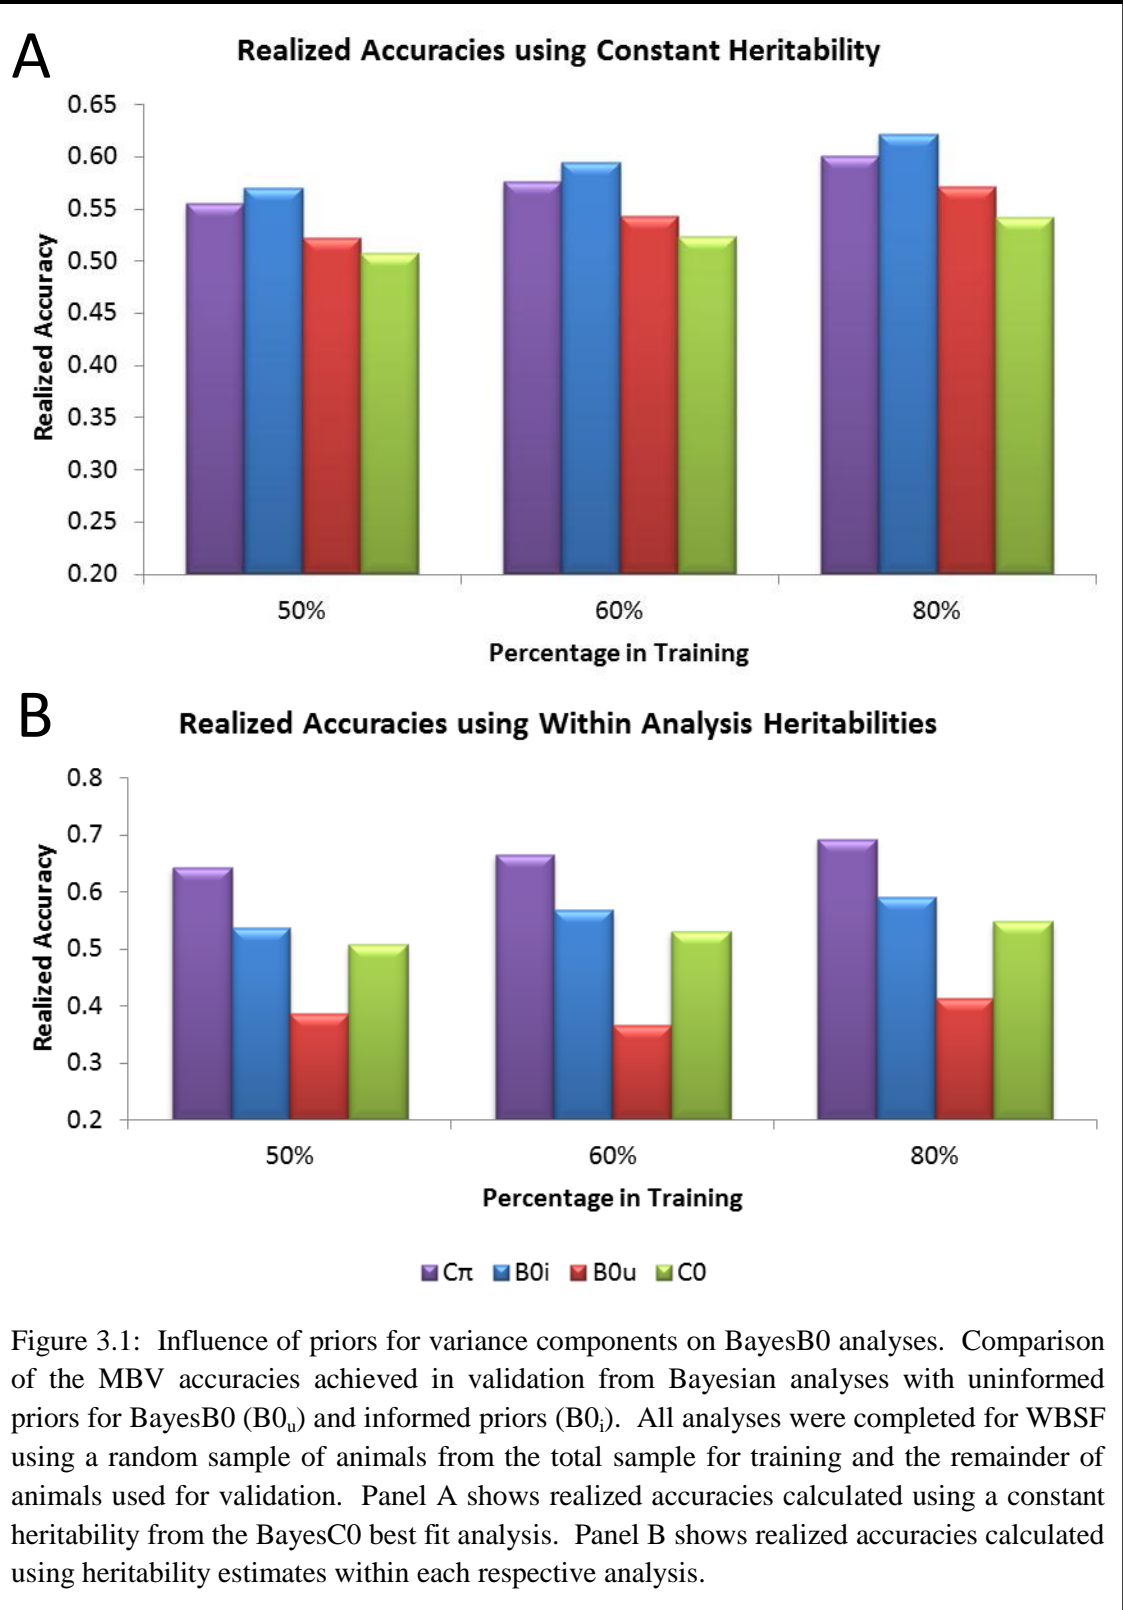 A
Realized Accuracies using Constant Heritability
Realized Accuracy
0.65
0.60
0.55
0.50
0.45
0.40
0.35
0.30
0.25
0.20
50% 60% 80%
Percentage in Training
B
Realized Accuracies using Within Analysis Heritabilities
Realized Accuracy
0.8
0.7
0.6
0.5
0.4
0.3
0.2
50% 60% 80%
Percentage in Training
Cπ B0i B0u C0
Figure 3.1: Influence of priors for variance components on BayesB0 analyses. Comparison
of the MBV accuracies achieved in validation from Bayesian analyses with uninformed
priors for BayesB0 (B0u) and informed priors (B0i). All analyses were completed for WBSF
using a random sample of animals from the total sample for training and the remainder of
animals used for validation. Panel A shows realized accuracies calculated using a constant
heritability from the BayesC0 best fit analysis. Panel B shows realized accuracies calculated
using heritability estimates within each respective analysis.